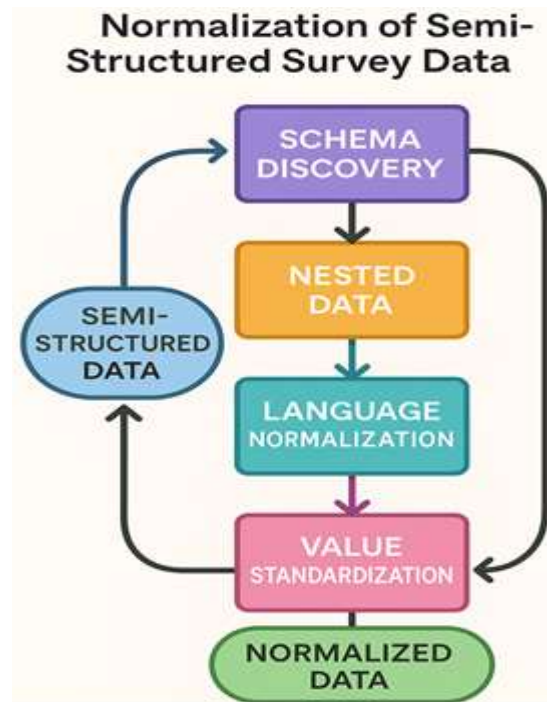 Normalization of Semi-
Structured Survey Data
SCHEMA
DISCOVERY
NESTED
DATA
SEMI-
STRUCTURED
DATA
LANGUAGE
NORMALIZATION
VALUE
STANDARDIZATION
NORMALIZED
DATA